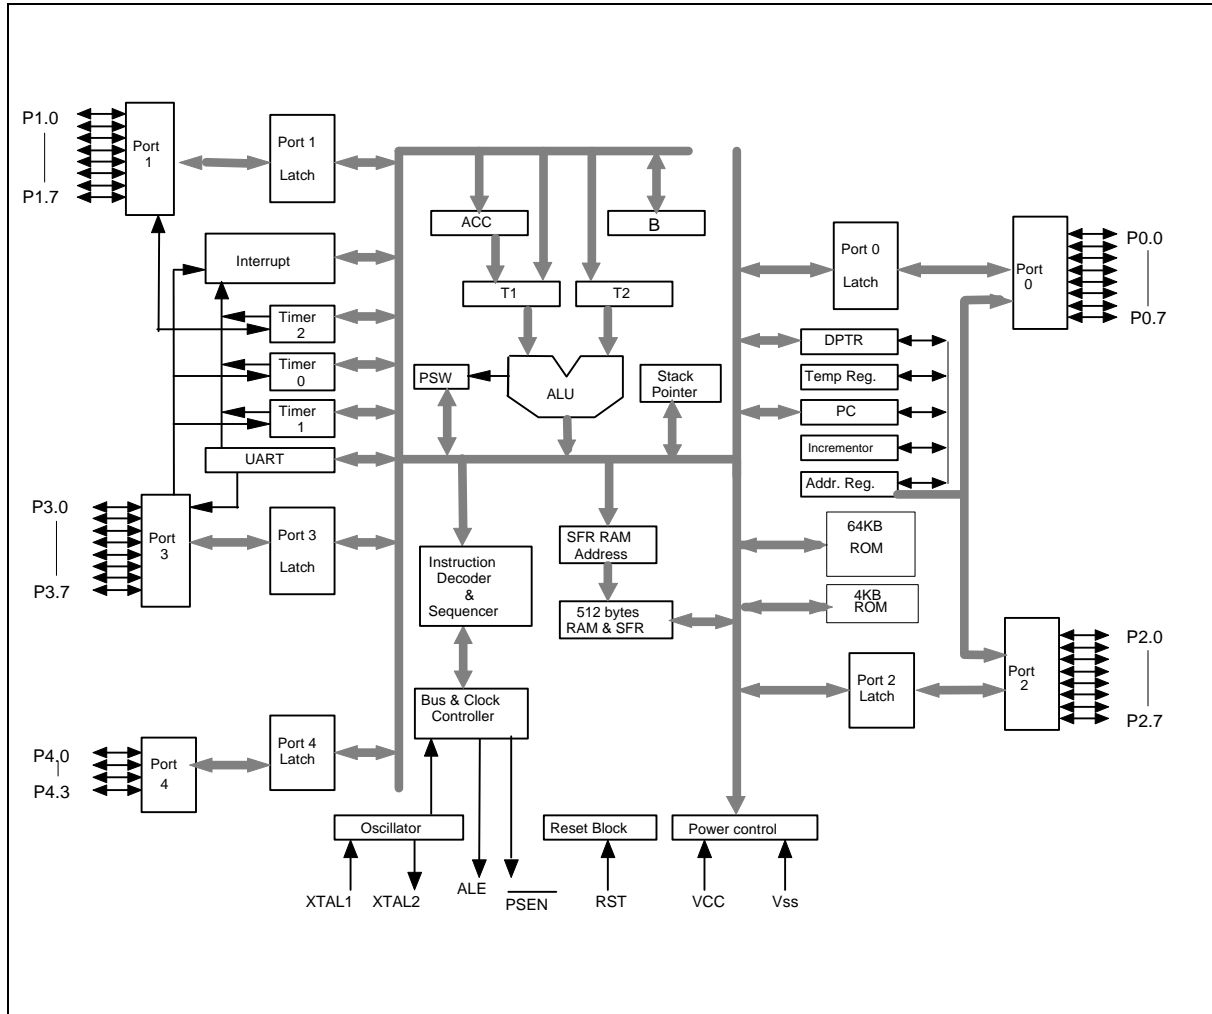 P1.0
P1.7
Port
1
Port 1
Latch
ACC
B
Interrupt
T1
T2
Timer
2
Timer
0
Timer
1
UART
PSW
ALU
Stack
Pointer
Port 0
Latch
Port
0
P0.0
P0.7
DPTR
Temp Reg.
PC
Incrementor
Addr. Reg.
P3.0
P3.7
Port
3
Port 3
Latch
Instruction
Decoder
&
Sequencer
SFR RAM
Address
512 bytes
RAM & SFR
64KB
ROM
4KB
ROM
Port
2
P2.0
P2.7
Port 2
Latch
Bus & Clock
Controller
P4.0
P4.3
Port
4
Port 4
Latch
Oscillator
Reset Block
Power control
XTAL1
XTAL2
ALE
PSEN
RST
VCC
Vss